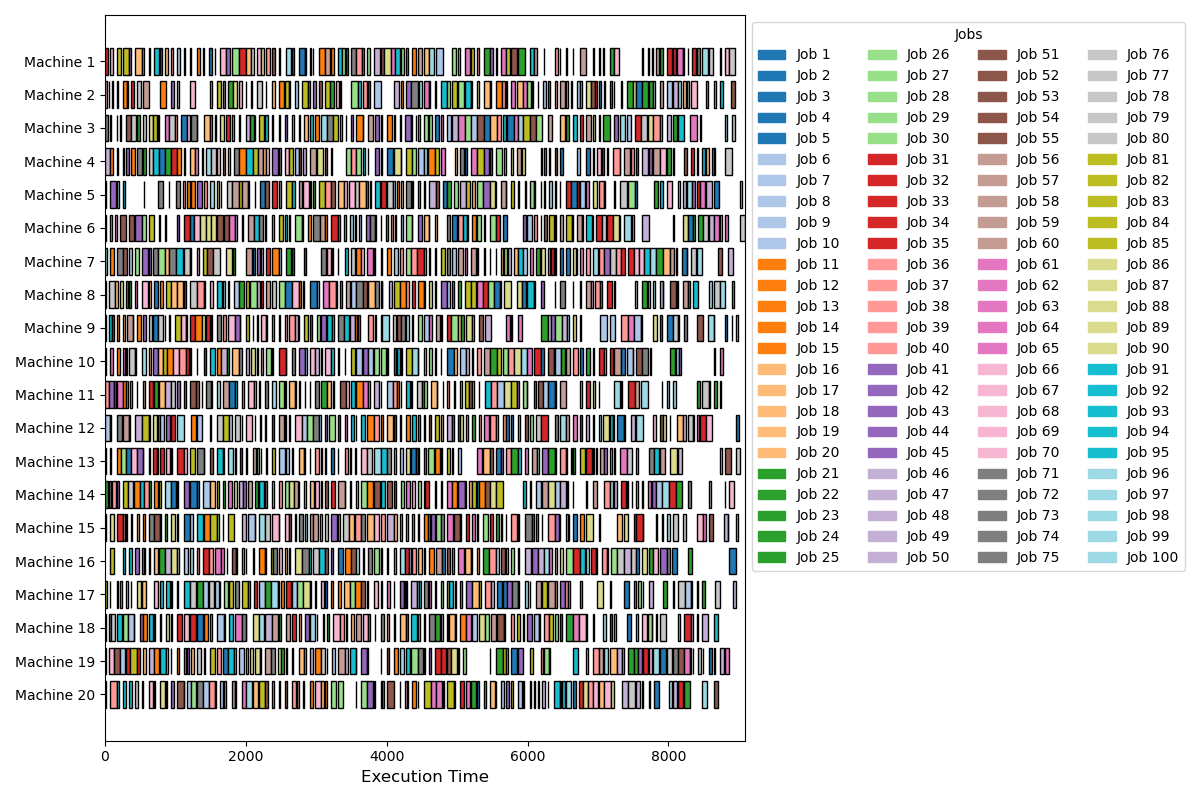 Machine 1
Machine 2
Machine 3
Machine 4
Machine 5
Machine 6
Machine 7
Machine 8
Machine 9
Machine 10
Machine 11
Machine 12
Machine 13
Machine 14
Machine 15
Machine 16
Machine 17
Machine 18
Machine 19
Machine 20
0 2000 4000 6000 8000
Execution Time
Jobs
Job 1 Job 26 Job 51 Job 76
Job 2 Job 27 Job 52 Job 77
Job 3 Job 28 Job 53 Job 78
Job 4 Job 29 Job 54 Job 79
Job 5 Job 30 Job 55 Job 80
Job 6 Job 31 Job 56 Job 81
Job 7 Job 32 Job 57 Job 82
Job 8 Job 33 Job 58 Job 83
Job 9 Job 34 Job 59 Job 84
Job 10 Job 35 Job 60 Job 85
Job 11 Job 36 Job 61 Job 86
Job 12 Job 37 Job 62 Job 87
Job 13 Job 38 Job 63 Job 88
Job 14 Job 39 Job 64 Job 89
Job 15 Job 40 Job 65 Job 90
Job 16 Job 41 Job 66 Job 91
Job 17 Job 42 Job 67 Job 92
Job 18 Job 43 Job 68 Job 93
Job 19 Job 44 Job 69 Job 94
Job 20 Job 45 Job 70 Job 95
Job 21 Job 46 Job 71 Job 96
Job 22 Job 47 Job 72 Job 97
Job 23 Job 48 Job 73 Job 98
Job 24 Job 49 Job 74 Job 99
Job 25 Job 50 Job 75 Job 100